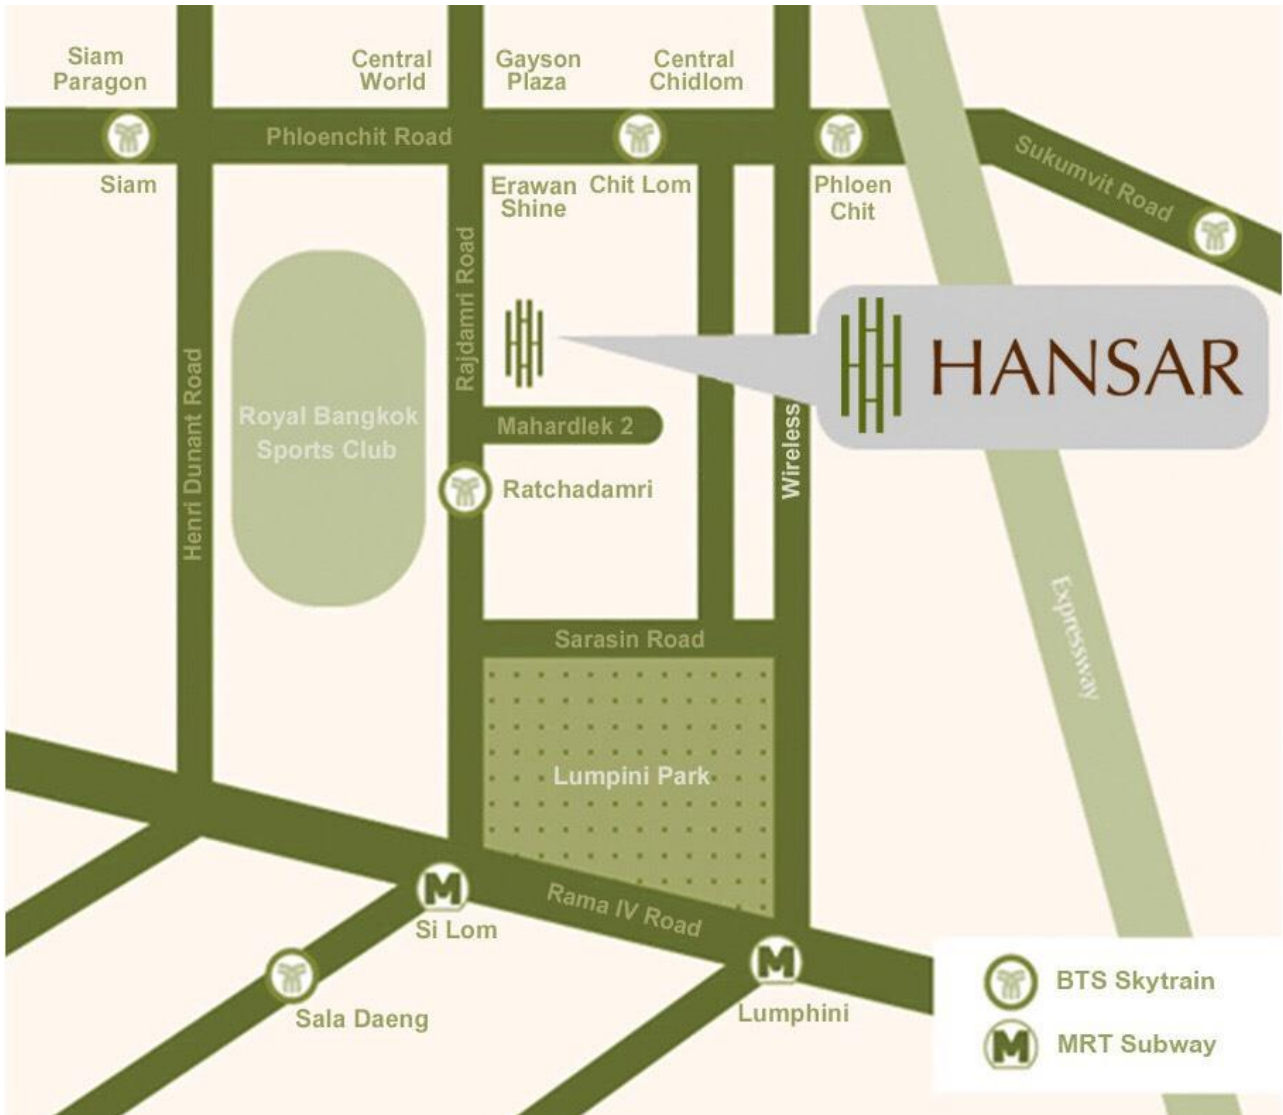 Siam
Paragon
Central
World
Gayson
Plaza
Central
Chidlom
Phloenchit Road
Sukumvit Road
Siam
Erawan
Shine
Chit Lom
Phloen
Chit
Rajdamri Road
HANSAR
Henri Dunant Road
Royal Bangkok
Sports Club
Mahardlek 2
Wireless
Ratchadamri
Expressway
Sarasin Road
Lumpini Park
Rama IV Road
M
Si Lom
M
Sala Daeng
Lumphini
BTS Skytrain
M
MRT Subway